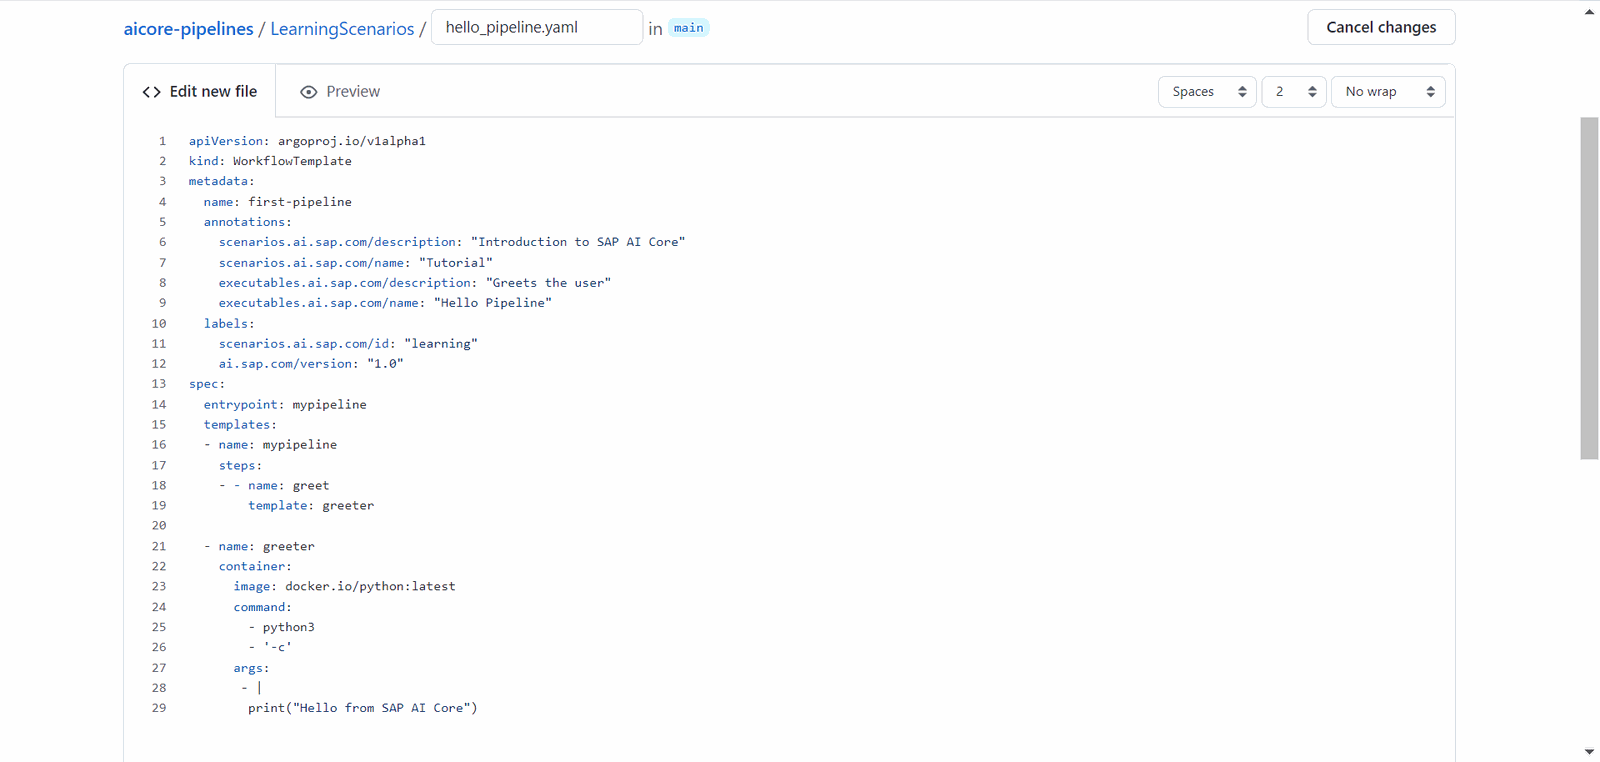 aicore-pipelines / LearningScenarios / hello_pipeline.yaml in main Cancel changes
<> Edit new file Preview Spaces 2 No wrap
1 apiVersion: argoproj.io/v1alpha1
2 kind: WorkflowTemplate
3 metadata:
4   name: first-pipeline
5   annotations:
6     scenarios.ai.sap.com/description: "Introduction to SAP AI Core"
7     scenarios.ai.sap.com/name: "Tutorial"
8     executables.ai.sap.com/description: "Greets the user"
9     executables.ai.sap.com/name: "Hello Pipeline"
10   labels:
11     scenarios.ai.sap.com/id: "learning"
12     ai.sap.com/version: "1.0"
13 spec:
14   entrypoint: mypipeline
15   templates:
16   - name: mypipeline
17     steps:
18     - - name: greet
19         template: greeter
20
21   - name: greeter
22     container:
23       image: docker.io/python:latest
24       command:
25         - python3
26         - '-c'
27       args:
28        - |
29         print("Hello from SAP AI Core")